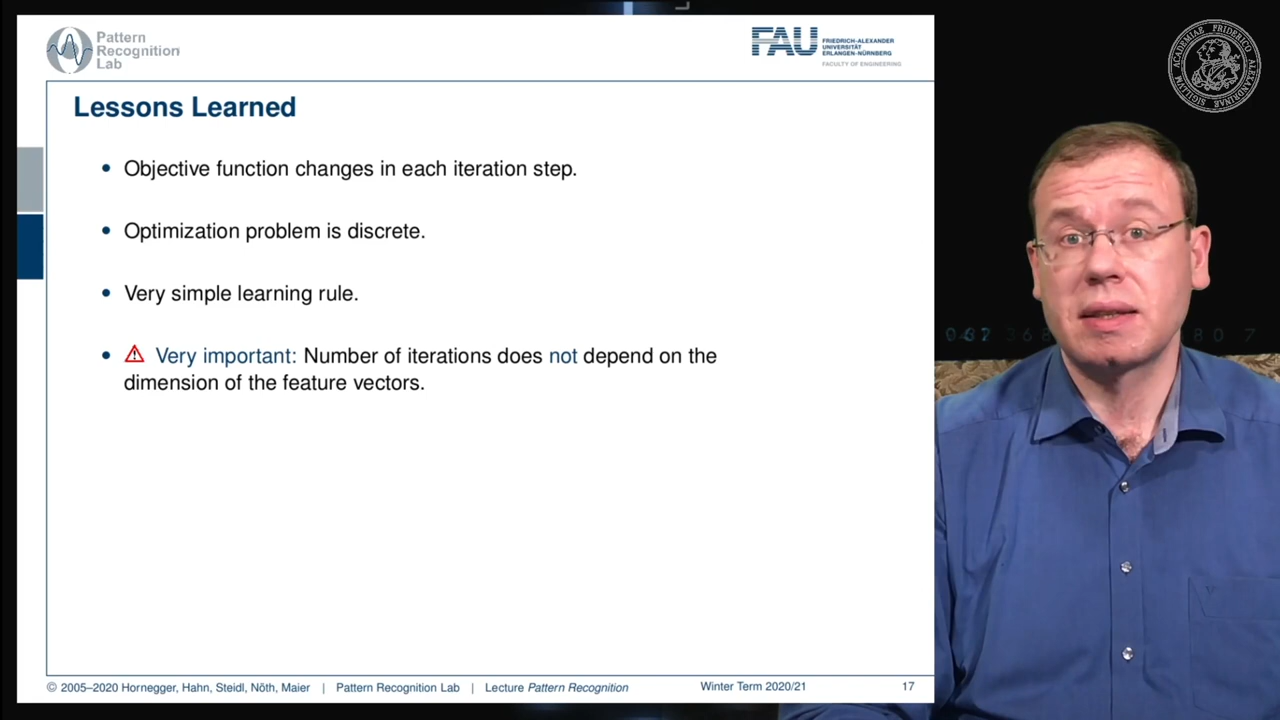 Pattern
Recognition
Lab
FAU
FRIEDRICH-ALEXANDER
UNIVERSITÄT
ERLANGEN-NÜRNBERG
FACULTY OF ENGINEERING
Lessons Learned
• Objective function changes in each iteration step.
• Optimization problem is discrete.
• Very simple learning rule.
• ⚠ Very important: Number of iterations does not depend on the
dimension of the feature vectors.
© 2005–2020 Hornegger, Hahn, Steidl, Nöth, Maier | Pattern Recognition Lab | Lecture Pattern Recognition Winter Term 2020/21 17